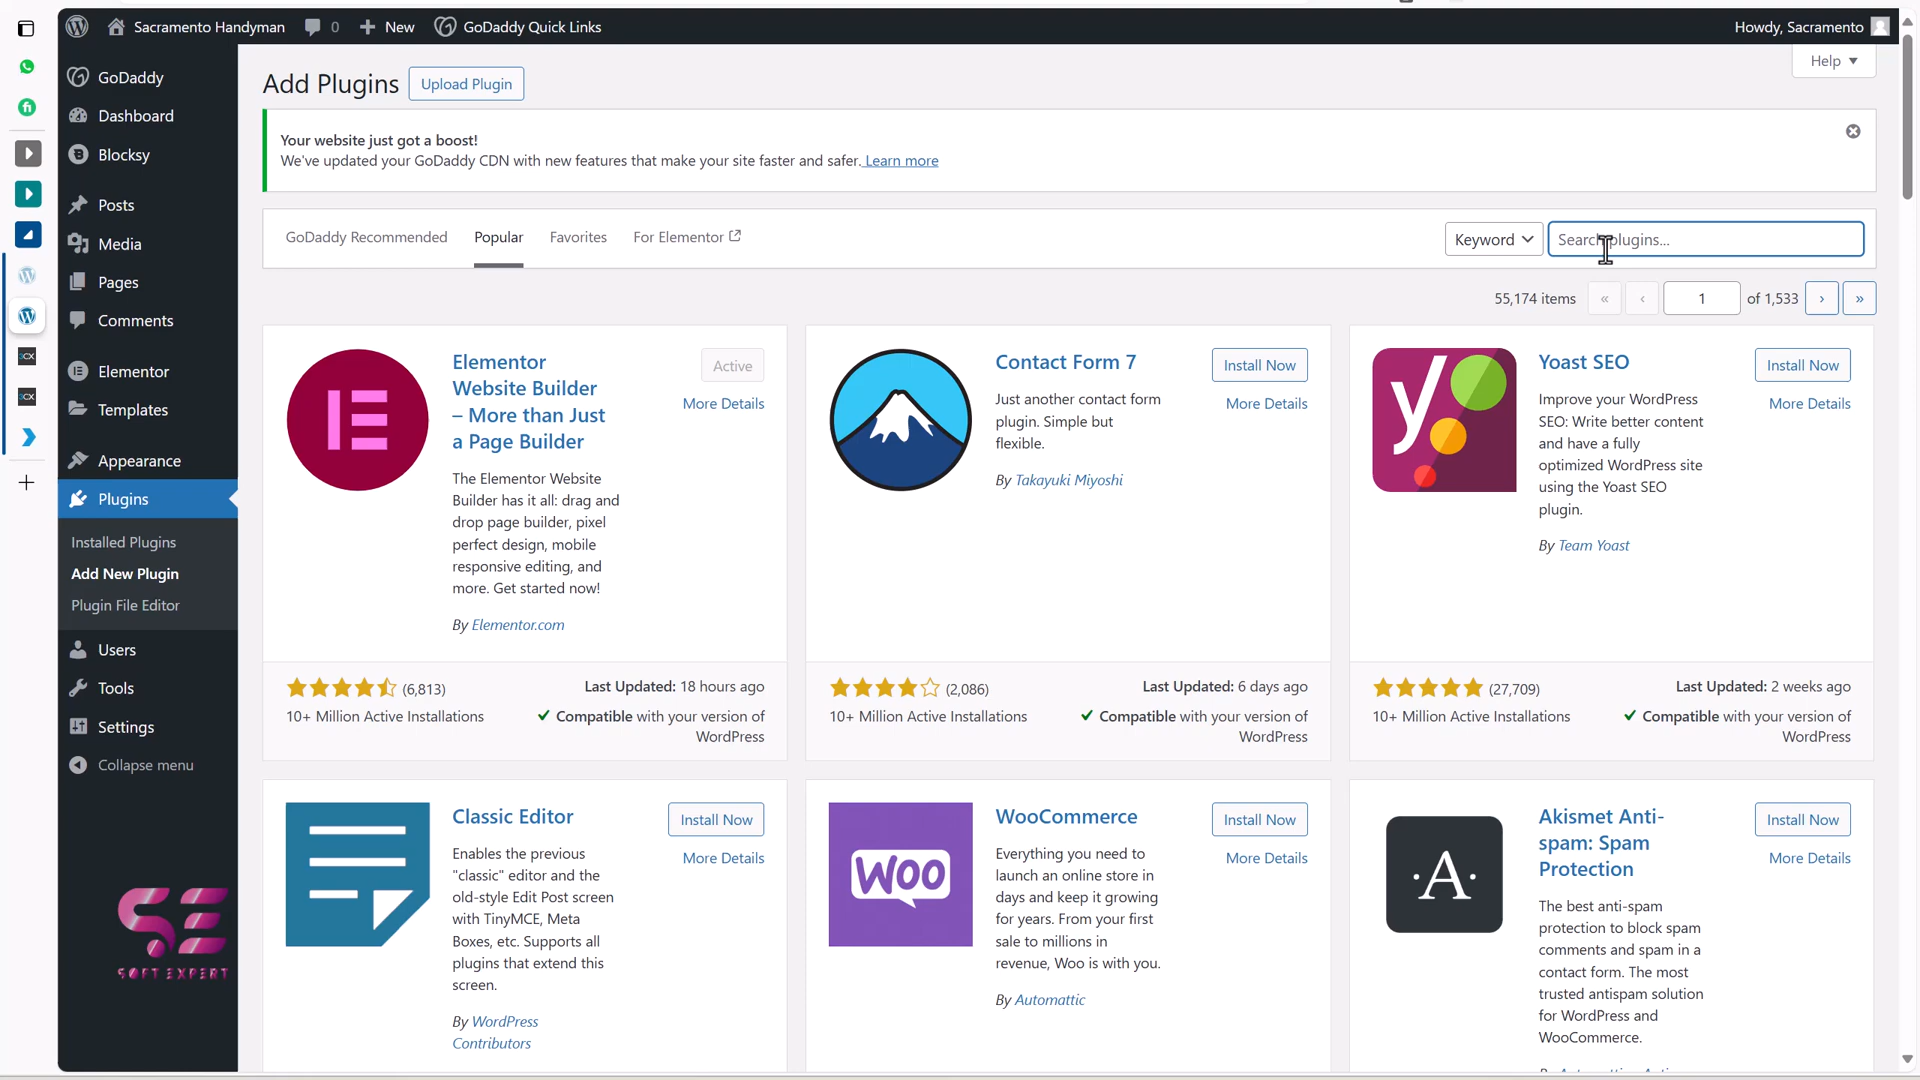 Sacramento Handyman
0
New
GoDaddy Quick Links
Howdy, Sacramento
GoDaddy
Dashboard
Blocksy
Posts
Media
Pages
Comments
Elementor
Templates
Appearance
Plugins
Installed Plugins
Add New Plugin
Plugin File Editor
Users
Tools
Settings
Collapse menu
SE
SOFT EXPERT
Help
Add Plugins
Upload Plugin
Your website just got a boost!
We've updated your GoDaddy CDN with new features that make your site faster and safer. Learn more
GoDaddy Recommended
Popular
Favorites
For Elementor
Keyword
Search plugins...
55,174 items
«
‹
1
of 1,533
›
»
Elementor
Website Builder
– More than Just
a Page Builder
Active
More Details
The Elementor Website
Builder has it all: drag and
drop page builder, pixel
perfect design, mobile
responsive editing, and
more. Get started now!
By Elementor.com
(6,813)
10+ Million Active Installations
Last Updated: 18 hours ago
Compatible with your version of
WordPress
Contact Form 7
Install Now
More Details
Just another contact form
plugin. Simple but
flexible.
By Takayuki Miyoshi
(2,086)
10+ Million Active Installations
Last Updated: 6 days ago
Compatible with your version of
WordPress
y
Yoast SEO
Install Now
More Details
Improve your WordPress
SEO: Write better content
and have a fully
optimized WordPress site
using the Yoast SEO
plugin.
By Team Yoast
(27,709)
10+ Million Active Installations
Last Updated: 2 weeks ago
Compatible with your version of
WordPress
Classic Editor
Install Now
More Details
Enables the previous
"classic" editor and the
old-style Edit Post screen
with TinyMCE, Meta
Boxes, etc. Supports all
plugins that extend this
screen.
By WordPress
Contributors
WOO
WooCommerce
Install Now
More Details
Everything you need to
launch an online store in
days and keep it growing
for years. From your first
sale to millions in
revenue, Woo is with you.
By Automattic
·A·
Akismet Anti-
spam: Spam
Protection
Install Now
More Details
The best anti-spam
protection to block spam
comments and spam in a
contact form. The most
trusted antispam solution
for WordPress and
WooCommerce.